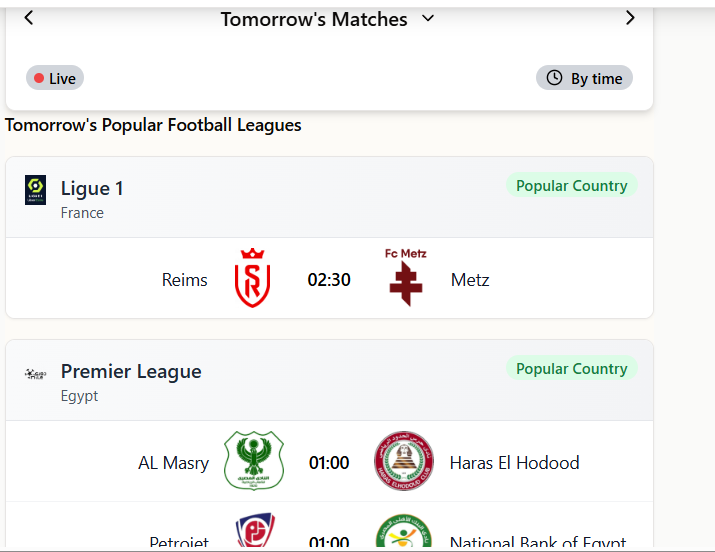 Tomorrow's Matches
Live
By time
Tomorrow's Popular Football Leagues
Ligue 1
Popular Country
France
Fc Metz
Reims
02:30
Metz
Premier League
Popular Country
Egypt
AL Masry
01:00
Haras El Hodood
Petrojet
01:00
National Bank of Egypt